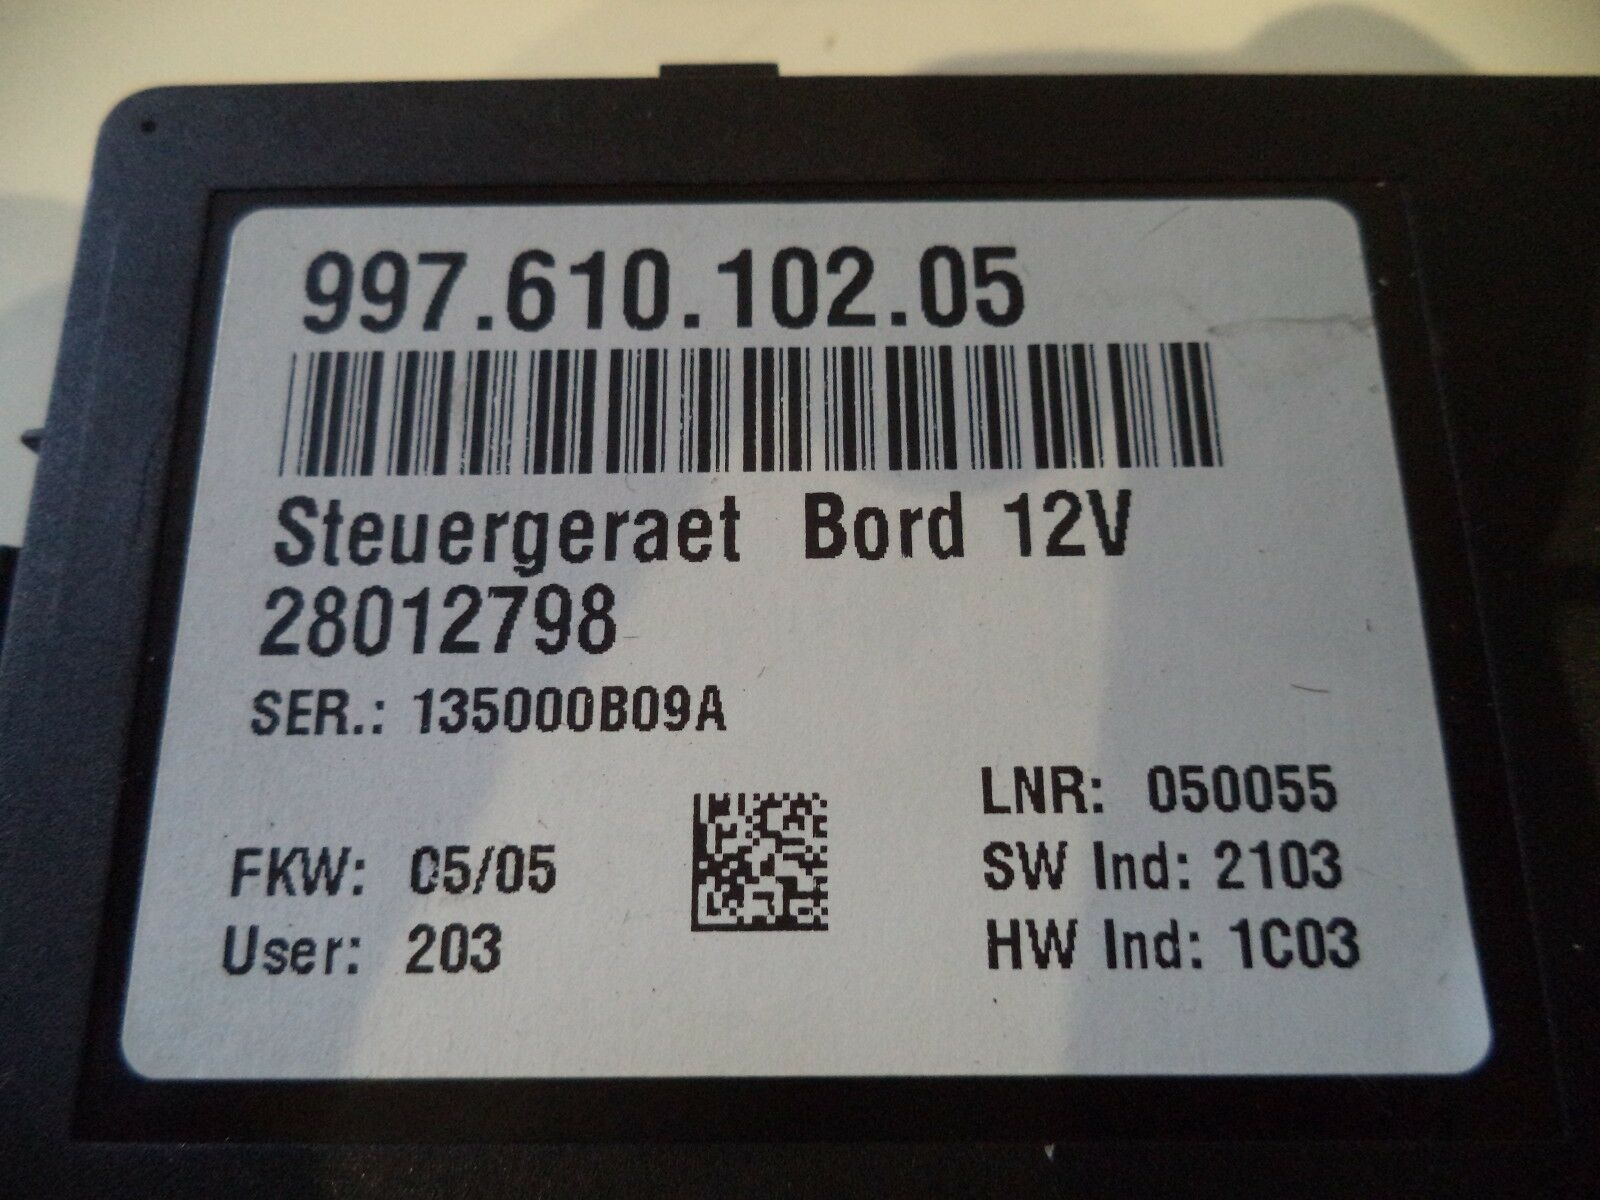 997.610.102.05
Steuergeraet Bord 12V
28012798
SER.: 135000B09A
LNR: 050055
FKW: 05/05
SW Ind: 2103
User: 203
HW Ind: 1C03